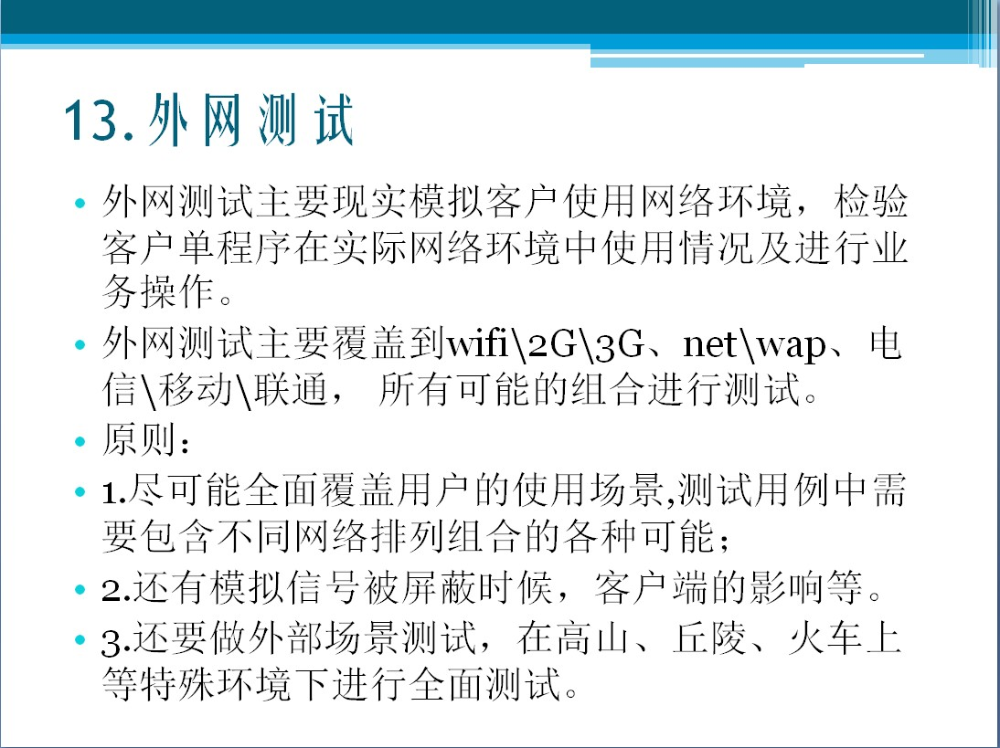 13.外网测试
• 外网测试主要现实模拟客户使用网络环境，检验
客户单程序在实际网络环境中使用情况及进行业
务操作。
• 外网测试主要覆盖到wifi\2G\3G、net\wap、电
信\移动\联通， 所有可能的组合进行测试。
• 原则：
• 1.尽可能全面覆盖用户的使用场景,测试用例中需
要包含不同网络排列组合的各种可能；
• 2.还有模拟信号被屏蔽时候，客户端的影响等。
• 3.还要做外部场景测试，在高山、丘陵、火车上
等特殊环境下进行全面测试。